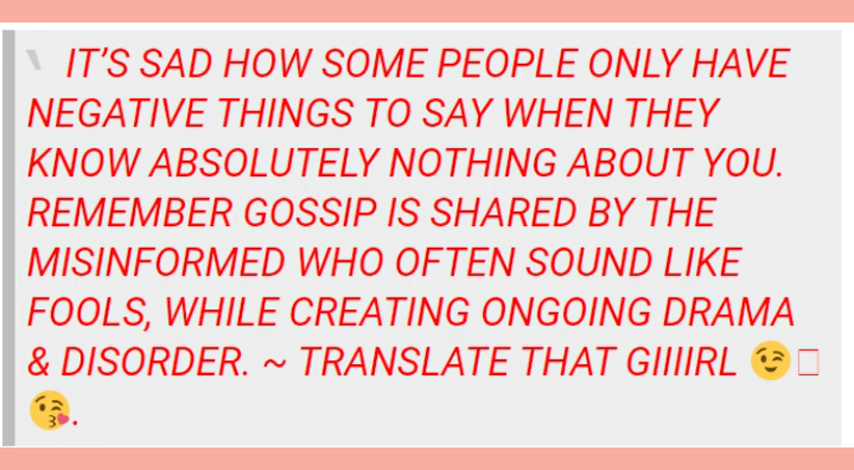 IT’S SAD HOW SOME PEOPLE ONLY HAVE
NEGATIVE THINGS TO SAY WHEN THEY
KNOW ABSOLUTELY NOTHING ABOUT YOU.
REMEMBER GOSSIP IS SHARED BY THE
MISINFORMED WHO OFTEN SOUND LIKE
FOOLS, WHILE CREATING ONGOING DRAMA
& DISORDER. ~ TRANSLATE THAT GIIIIRL 😉□
😘.